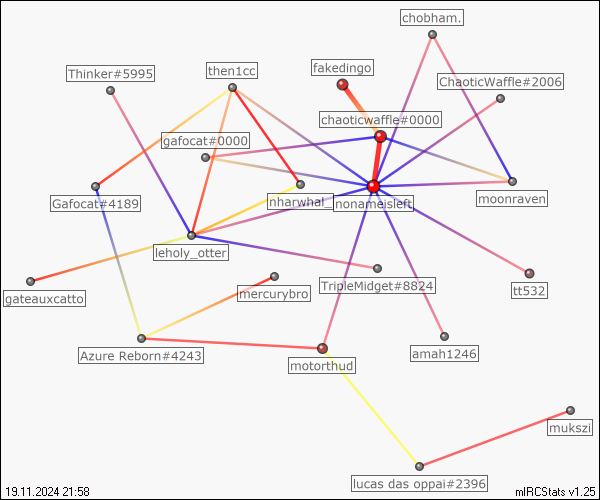 chobham.
Thinker#5995
then1cc
fakedingo
ChaoticWaffle#2006
chaoticwaffle#0000
gafocat#0000
Gafocat#4189
nharwhal_
nonameisleft
moonraven
leholy_otter
gateauxcatto
mercurybro
TripleMidget#8824
tt532
Azure Reborn#4243
motorthud
amah1246
mukszi
lucas das oppai#2396
19.11.2024 21:58
mIRCStats v1.25